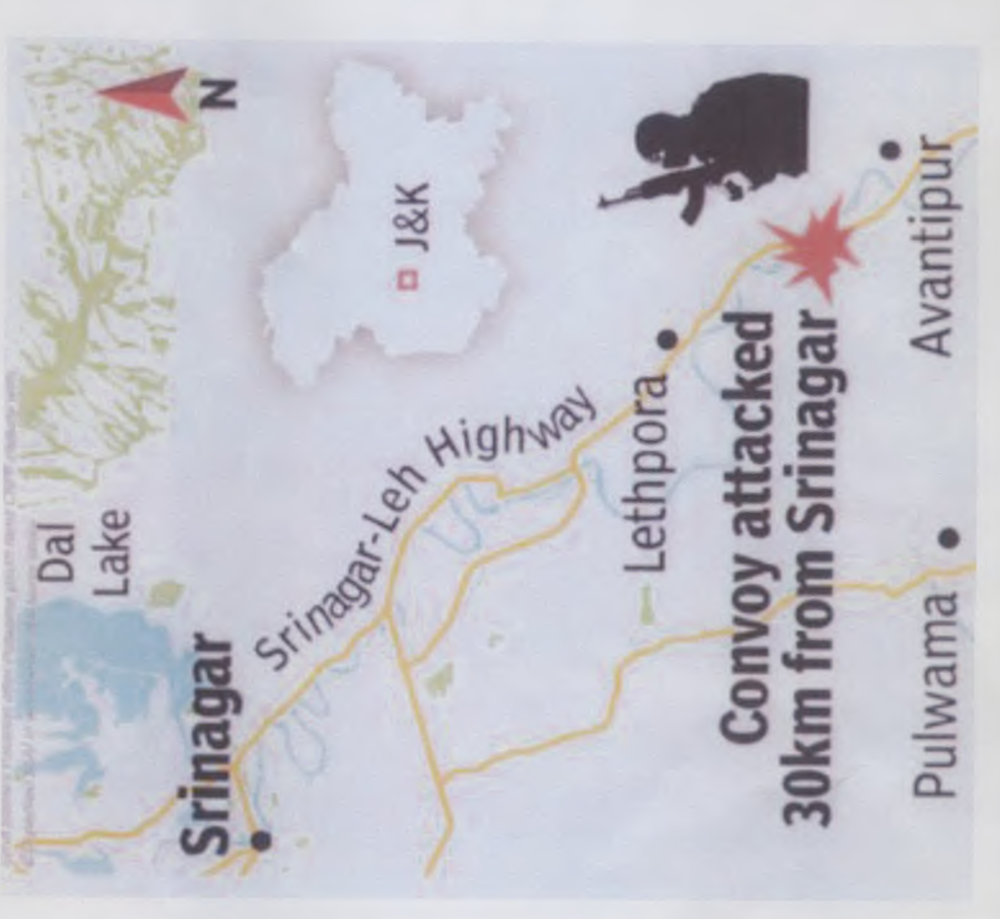 Dal
Lake
N
Srinagar
Srinagar-Leh Highway
J&K
Lethpora
Convoy attacked
30km from Srinagar
Avantipur
Pulwama